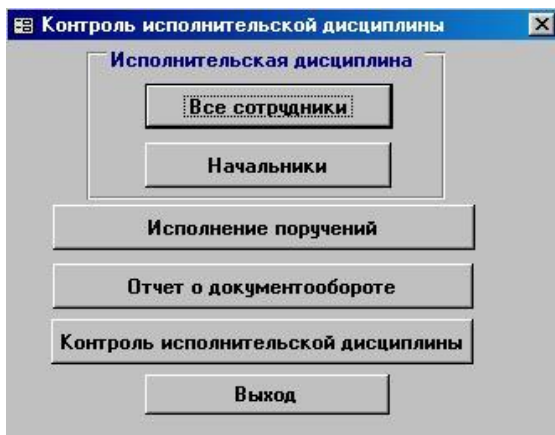 Контроль исполнительской дисциплины
Исполнительская дисциплина
Все сотрудники
Начальники
Исполнение поручений
Отчет о документообороте
Контроль исполнительской дисциплины
Выход